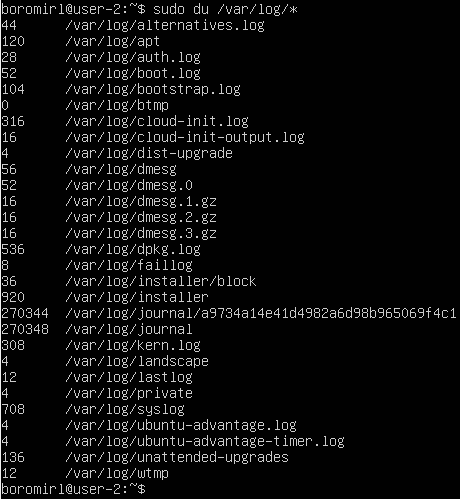 boromir1@user-2:~$ sudo du /var/log/*
44 /var/log/alternatives.log
120 /var/log/apt
28 /var/log/auth.log
52 /var/log/boot.log
104 /var/log/bootstrap.log
0 /var/log/btmp
316 /var/log/cloud-init.log
16 /var/log/cloud-init-output.log
4 /var/log/dist-upgrade
56 /var/log/dmesg
52 /var/log/dmesg.0
16 /var/log/dmesg.1.gz
16 /var/log/dmesg.2.gz
16 /var/log/dmesg.3.gz
536 /var/log/dpkg.log
8 /var/log/faillog
36 /var/log/installer/block
920 /var/log/installer
270344 /var/log/journal/a9734a14e41d4982a6d98b965069f4c1
270348 /var/log/journal
308 /var/log/kern.log
4 /var/log/landscape
12 /var/log/lastlog
4 /var/log/private
708 /var/log/syslog
4 /var/log/ubuntu-advantage.log
4 /var/log/ubuntu-advantage-timer.log
136 /var/log/unattended-upgrades
12 /var/log/wtmp
boromir1@user-2:~$